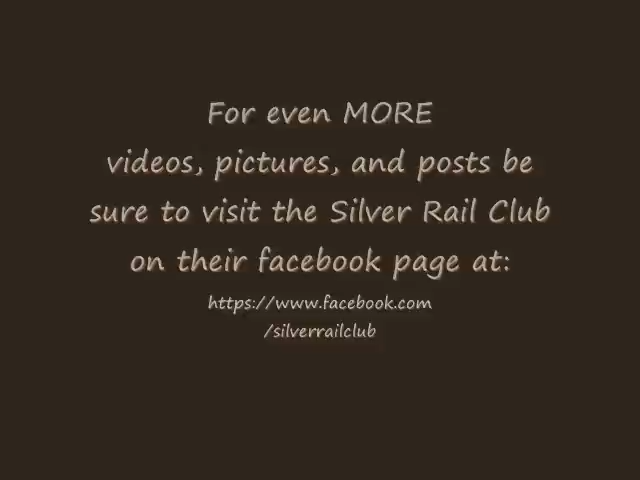 For even MORE
videos, pictures, and posts be
sure to visit the Silver Rail Club
on their facebook page at:
https://www.facebook.com
/silverrailclub